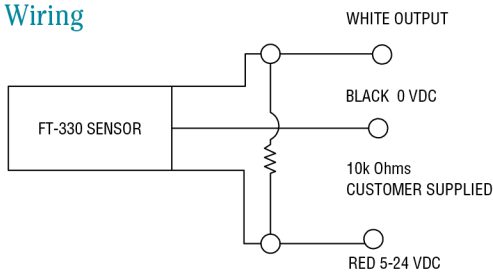 Wiring
WHITE OUTPUT
BLACK 0 VDC
FT-330 SENSOR
10k Ohms
CUSTOMER SUPPLIED
RED 5-24 VDC